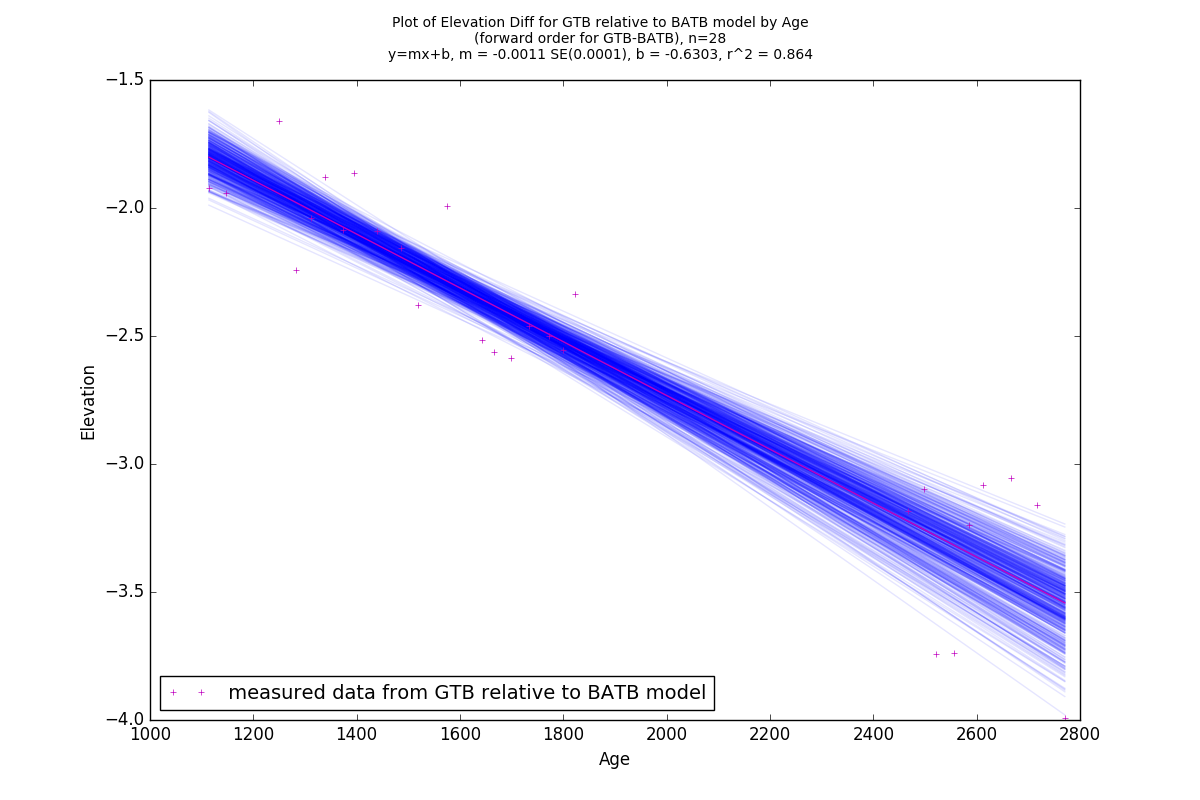 Plot of Elevation Diff for GTB relative to BATB model by Age
(forward order for GTB-BATB), n=28
y=mx+b, m = -0.0011 SE(0.0001), b = -0.6303, r^2 = 0.864
−1.5
−2.0
−2.5
−3.0
−3.5
−4.0
Elevation
measured data from GTB relative to BATB model
1000 1200 1400 1600 1800 2000 2200 2400 2600 2800
Age